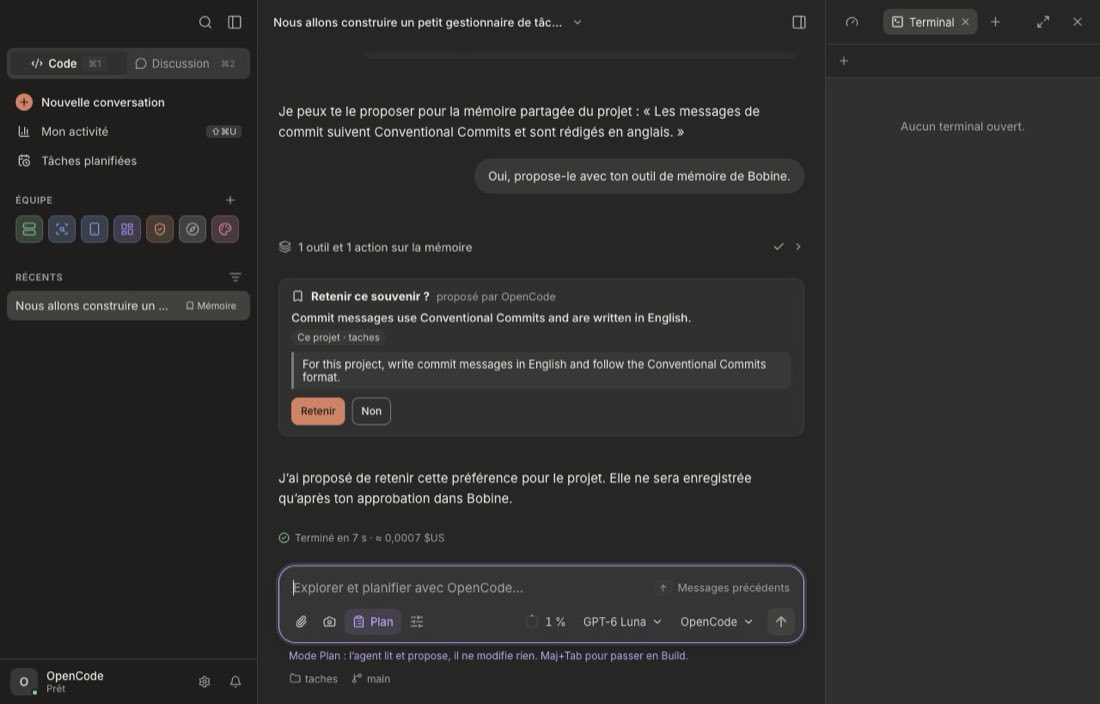 Code ⌘1
Discussion ⌘2
Nouvelle conversation
Mon activité ⇧⌘U
Tâches planifiées
ÉQUIPE
RÉCENTS
Nous allons construire un ... Mémoire
O
OpenCode
Prêt
Nous allons construire un petit gestionnaire de tâc...
Je peux te le proposer pour la mémoire partagée du projet : « Les messages de
commit suivent Conventional Commits et sont rédigés en anglais. »
Oui, propose-le avec ton outil de mémoire de Bobine.
1 outil et 1 action sur la mémoire
Retenir ce souvenir ? proposé par OpenCode
Commit messages use Conventional Commits and are written in English.
Ce projet · taches
For this project, write commit messages in English and follow the Conventional Commits
format.
Retenir
Non
J’ai proposé de retenir cette préférence pour le projet. Elle ne sera enregistrée
qu’après ton approbation dans Bobine.
Terminé en 7 s · ≈ 0,0007 $US
Explorer et planifier avec OpenCode...
↑ Messages précédents
Plan
1 %
GPT-6 Luna
OpenCode
Mode Plan : l’agent lit et propose, il ne modifie rien. Maj+Tab pour passer en Build.
taches
main
Terminal
Aucun terminal ouvert.